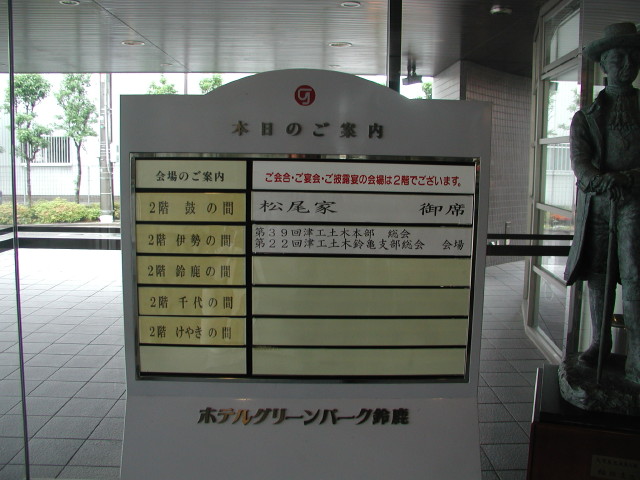 本日のご案内
会場のご案内
ご会合・ご宴会・ご披露宴の会場は2階でございます。
2階 鼓の間
松尾家 御席
2階 伊勢の間
第39回津工土木本部 総会
第22回津工土木鈴亀支部総会 会場
2階 鈴鹿の間
2階 千代の間
2階 けやきの間
ホテルグリーンパーク鈴鹿